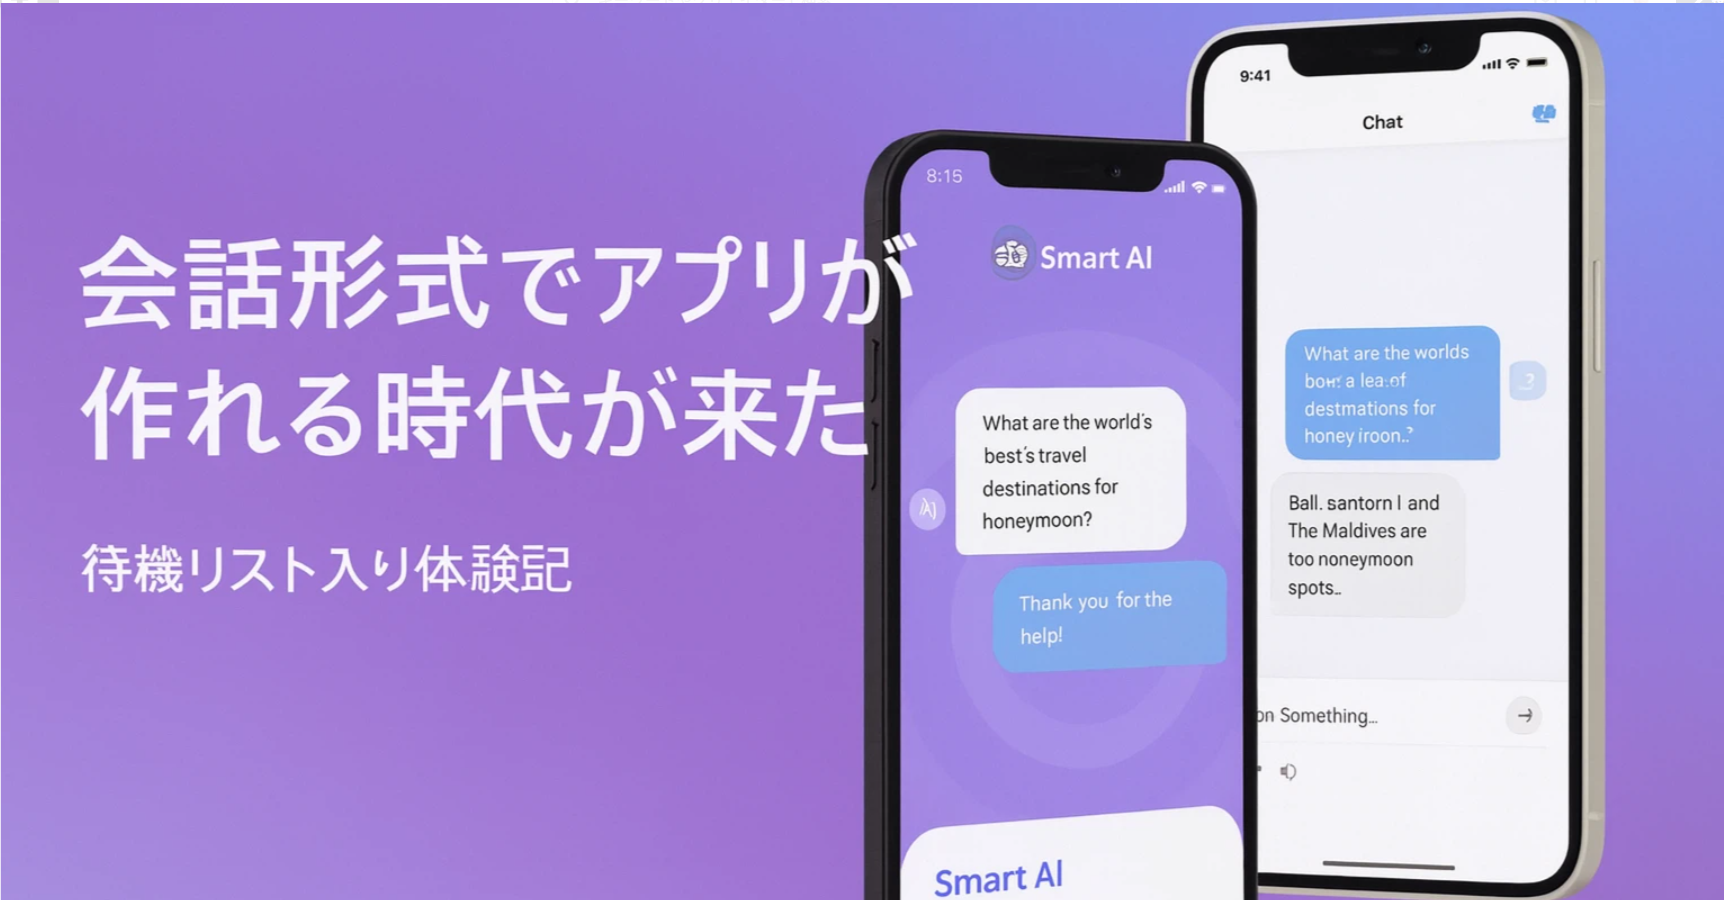 会話形式でアプリが
作れる時代が来た
待機リスト入り体験記
8:15
Smart AI
What are the world's
best's travel
destinations for
honeymoon?
Thank you for the
help!
Smart AI
9:41
Chat
What are the worlds
destmations for
honey iroon..?
Ball. santorn I and
The Maldives are
too noneymoon
spots..
on Something...